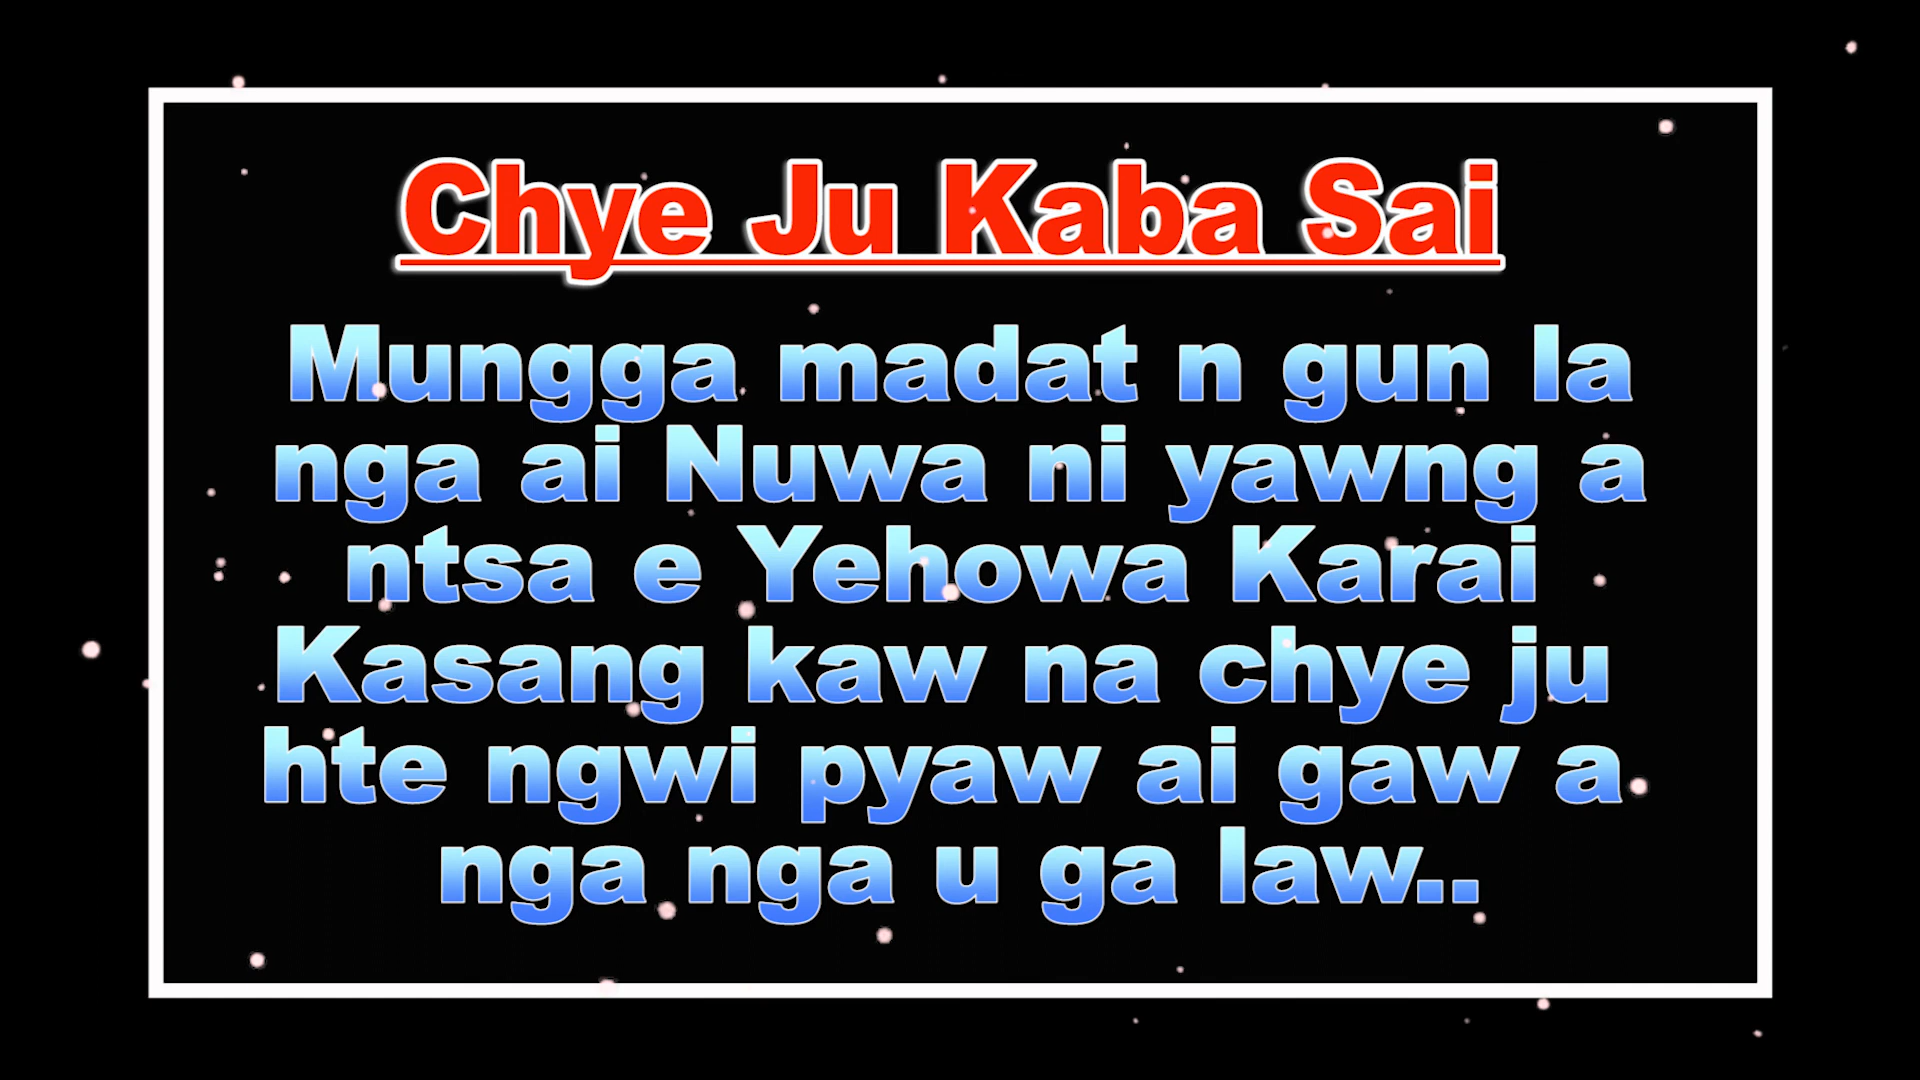 Chye Ju Kaba Sai
Mungga madat n gun la
nga ai Nuwa ni yawng a
ntsa e Yehowa Karai
Kasang kaw na chye ju
hte ngwi pyaw ai gaw a
nga nga u ga law..